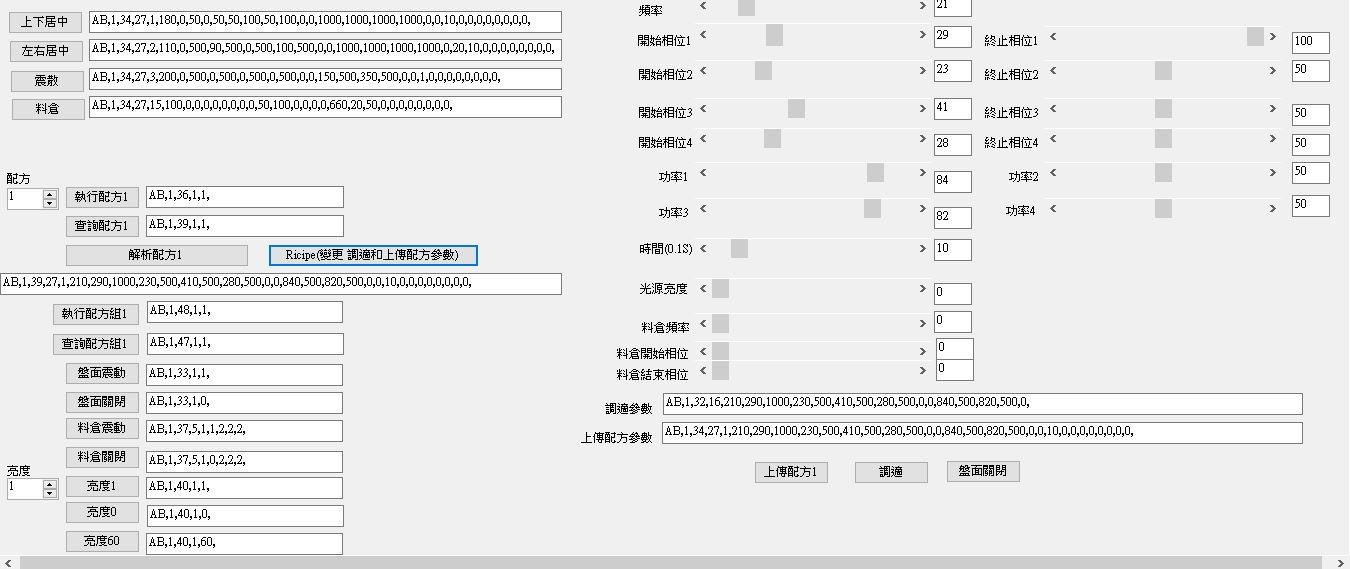 上下居中 AB,1,34,27,1,180,0,50,0,50,50,100,50,100,0,0,1000,1000,1000,1000,0,0,10,0,0,0,0,0,0,0,0,
左右居中 AB,1,34,27,2,110,0,500,90,500,0,500,100,500,0,0,1000,1000,1000,1000,0,20,10,0,0,0,0,0,0,0,0,
震散 AB,1,34,27,3,200,0,500,0,500,0,500,0,500,0,0,150,500,350,500,0,0,1,0,0,0,0,0,0,0,0,
料倉 AB,1,34,27,15,100,0,0,0,0,0,0,0,0,50,100,0,0,0,0,660,20,50,0,0,0,0,0,0,0,0,
配方
1 執行配方1 AB,1,36,1,1,
查詢配方1 AB,1,39,1,1,
解析配方1 Ricipe(變更 調適和上傳配方參數)
AB,1,39,27,1,210,290,1000,230,500,410,500,280,500,0,0,840,500,820,500,0,0,10,0,0,0,0,0,0,0,0,
執行配方組1 AB,1,48,1,1,
查詢配方組1 AB,1,47,1,1,
盤面震動 AB,1,33,1,1,
盤面關閉 AB,1,33,1,0,
料倉震動 AB,1,37,5,1,1,2,2,2,
料倉關閉 AB,1,37,5,1,0,2,2,2,
亮度
1 亮度1 AB,1,40,1,1,
亮度0 AB,1,40,1,0,
亮度60 AB,1,40,1,60,
頻率 21
開始相位1 29 終止相位1 100
開始相位2 23 終止相位2 50
開始相位3 41 終止相位3 50
開始相位4 28 終止相位4 50
功率1 84 功率2 50
功率3 82 功率4 50
時間(0.1S) 10
光源亮度 0
料倉頻率 0
料倉開始相位 0
料倉結束相位 0
調適參數 AB,1,32,16,210,290,1000,230,500,410,500,280,500,0,0,840,500,820,500,0,
上傳配方參數 AB,1,34,27,1,210,290,1000,230,500,410,500,280,500,0,0,840,500,820,500,0,0,10,0,0,0,0,0,0,0,0,
上傳配方1 調適 盤面關閉